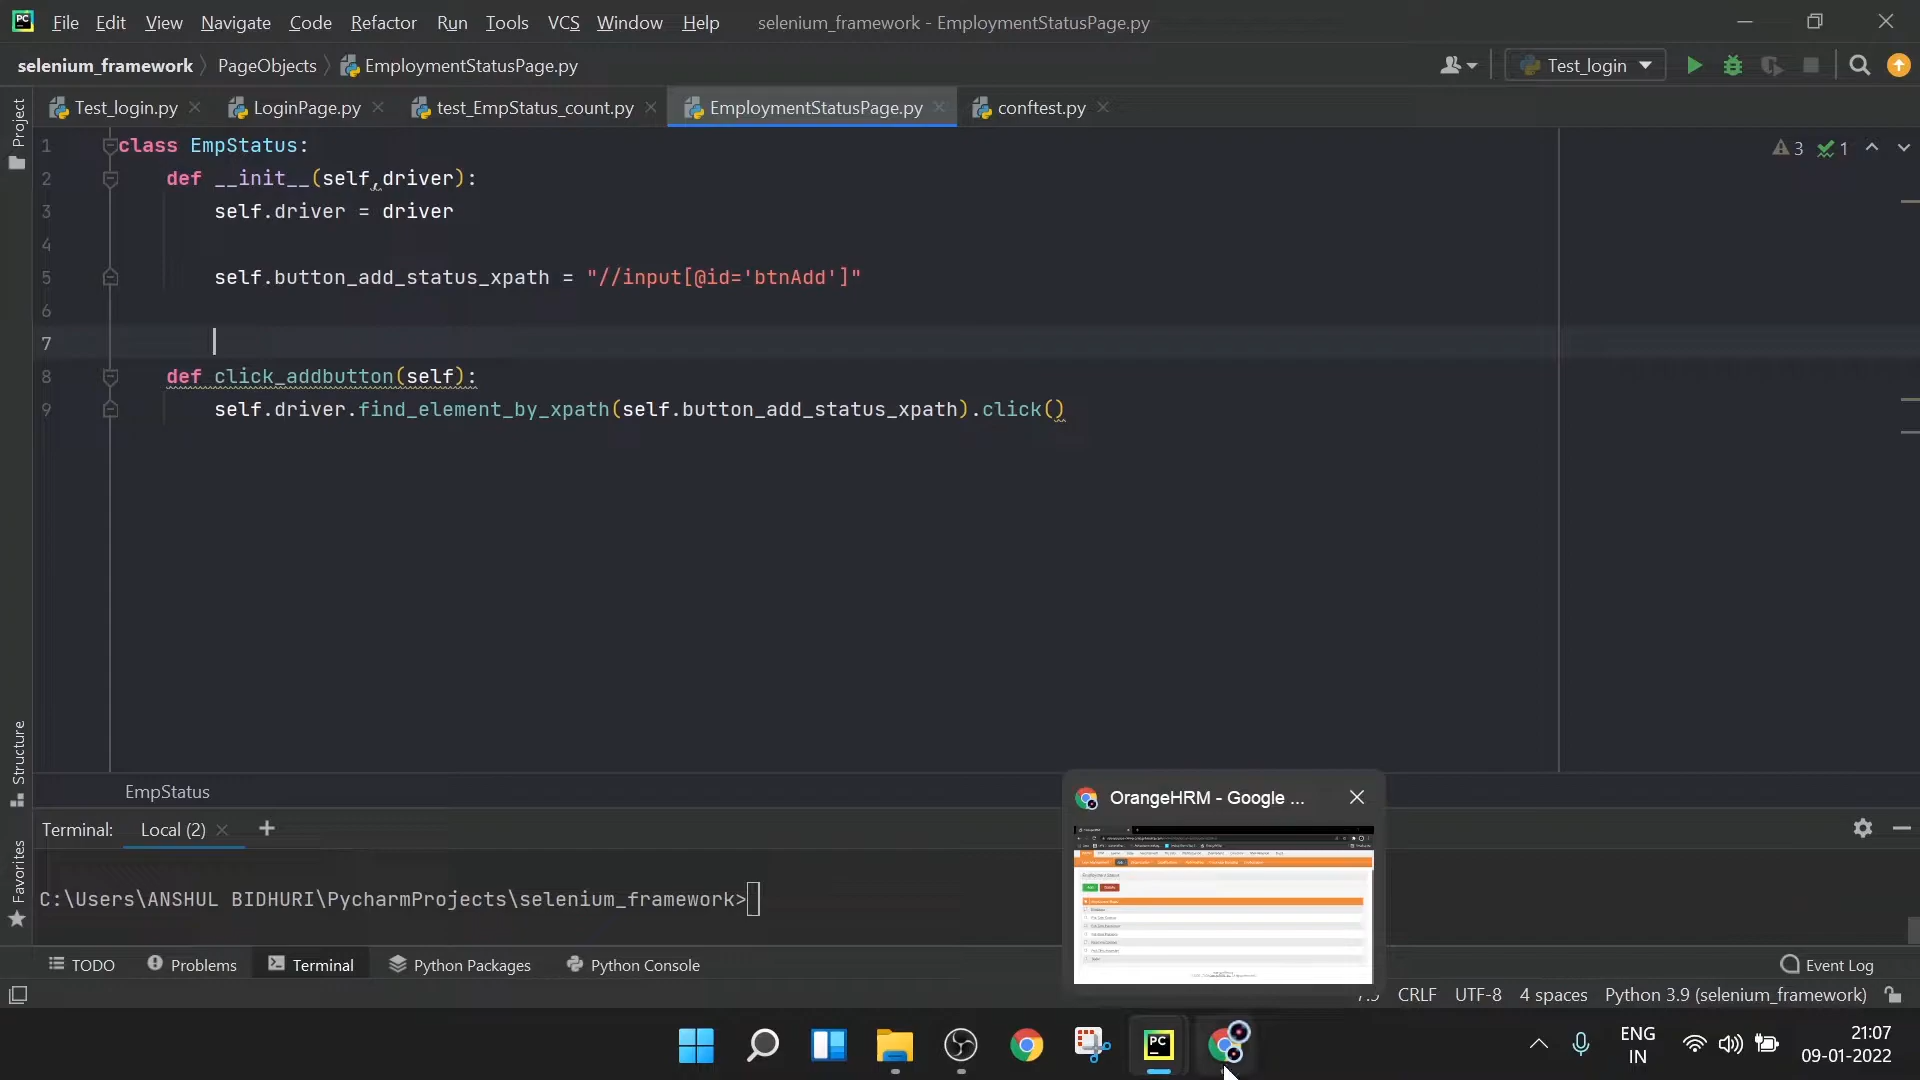 PC File Edit View Navigate Code Refactor Run Tools VCS Window Help selenium_framework - EmploymentStatusPage.py
selenium_framework PageObjects EmploymentStatusPage.py Test_login
Test_login.py LoginPage.py test_EmpStatus_count.py EmploymentStatusPage.py conftest.py
Project
1 class EmpStatus: 3 1
2 def __init__(self,driver):
3 self.driver = driver
4
5 self.button_add_status_xpath = "//input[@id='btnAdd']"
6
7
8 def click_addbutton(self):
9 self.driver.find_element_by_xpath(self.button_add_status_xpath).click()
Structure
Favorites
EmpStatus
OrangeHRM - Google ...
Terminal: Local (2) +
C:\Users\ANSHUL BIDHURI\PycharmProjects\selenium_framework>
TODO Problems Terminal Python Packages Python Console Event Log
CRLF UTF-8 4 spaces Python 3.9 (selenium_framework)
PC
ENG
IN
21:07
09-01-2022